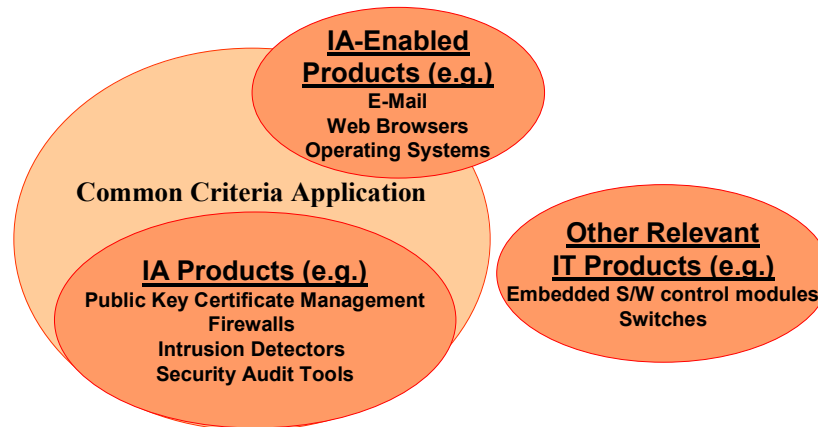 IA-Enabled
Products (e.g.)
E-Mail
Web Browsers
Operating Systems
Common Criteria Application
IA Products (e.g.)
Public Key Certificate Management
Firewalls
Intrusion Detectors
Security Audit Tools
Other Relevant
IT Products (e.g.)
Embedded S/W control modules
Switches